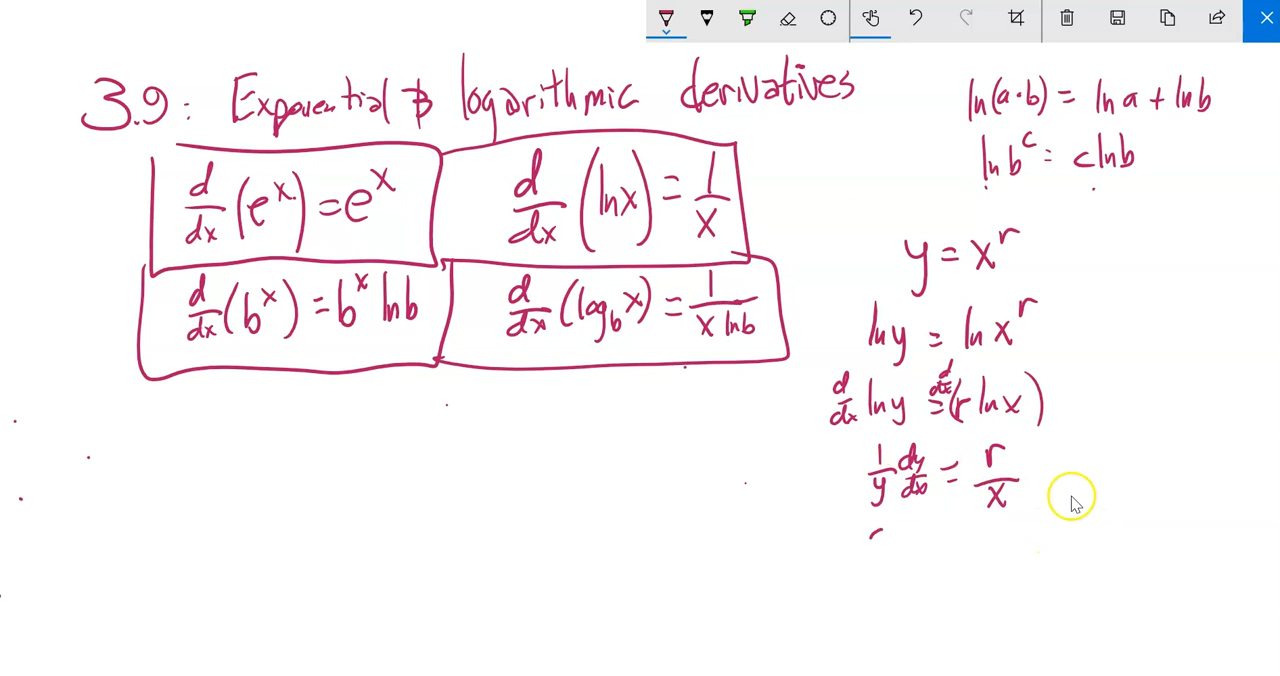 3.9: Exponential & logarithmic derivatives
d/dx (e^x) = e^x
d/dx (ln x) = 1/x
d/dx (b^x) = b^x ln b
d/dx (log_b x) = 1/(x ln b)
ln(a·b) = ln a + ln b
ln b^c = c ln b
y = x^r
ln y = ln x^r
d/dx ln y = d/dx (r ln x)
1/y dy/dx = r/x